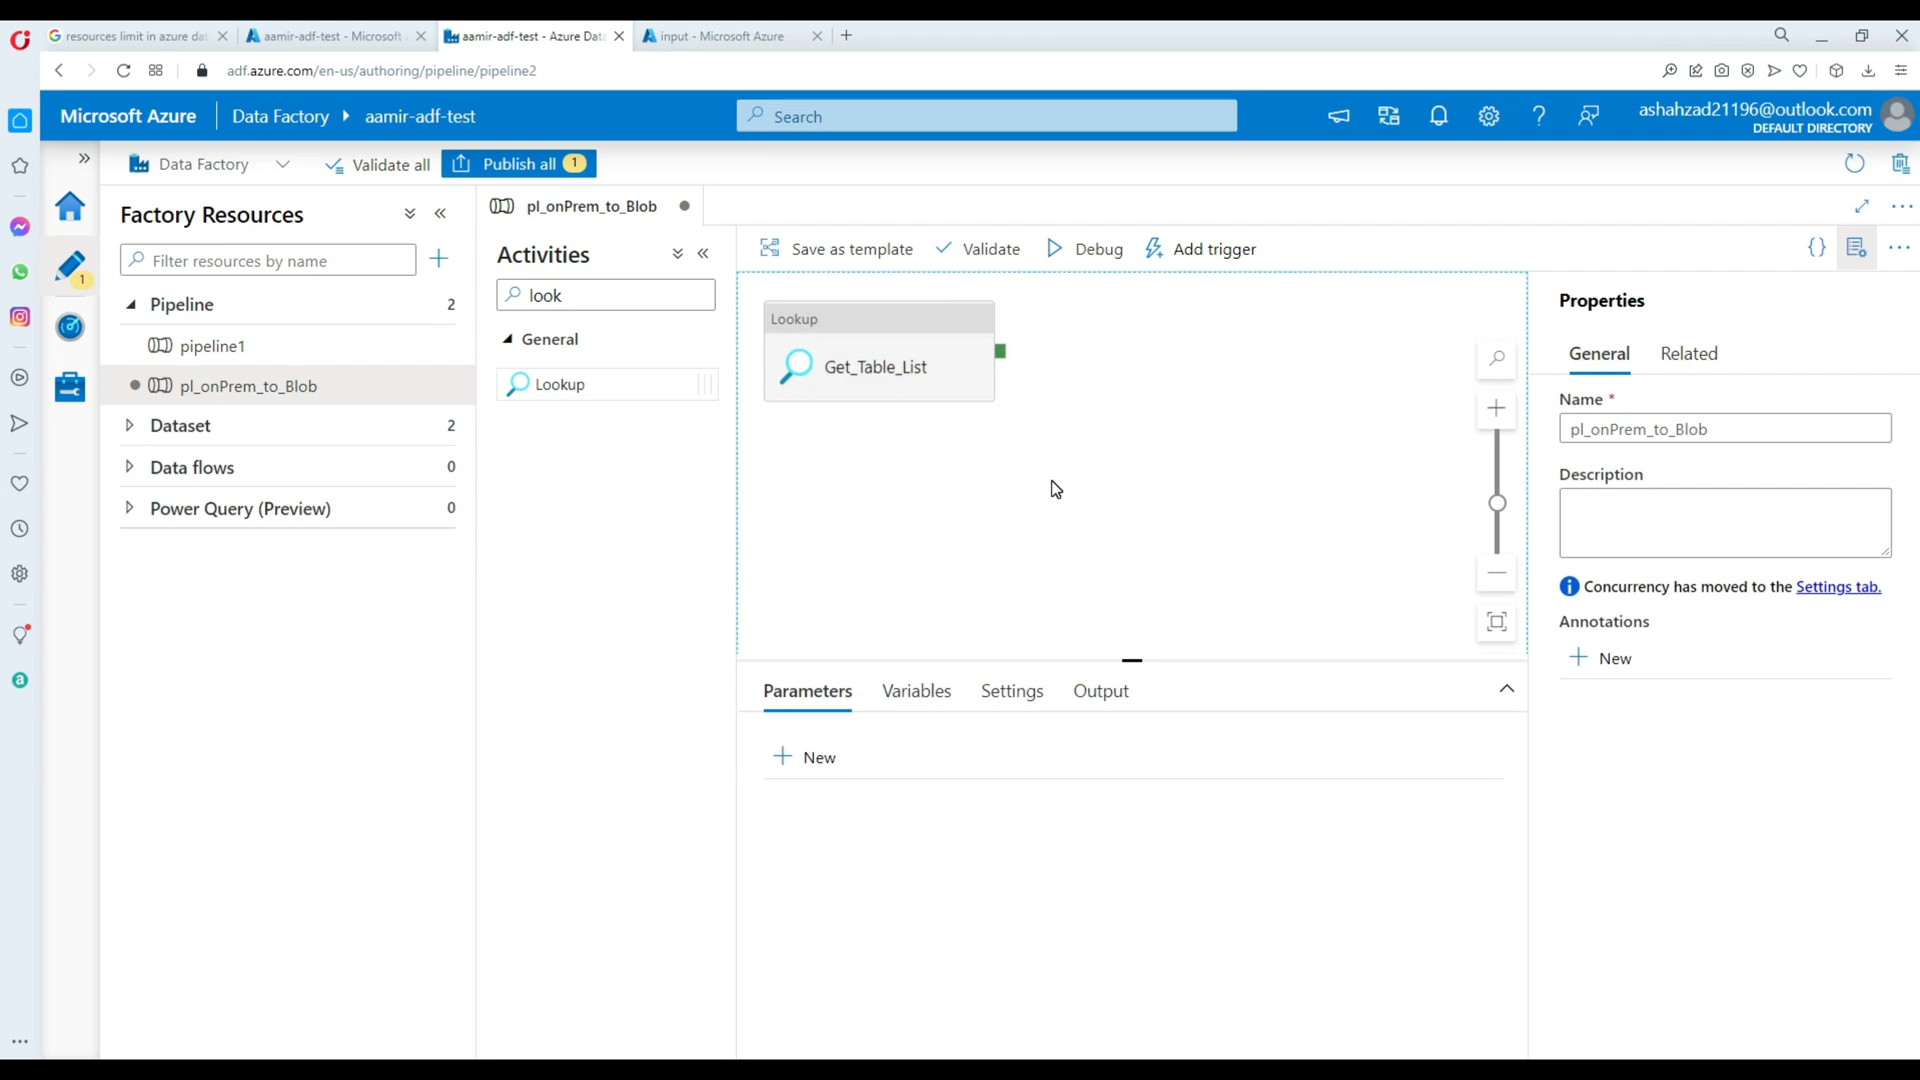 resources limit in azure dat
aamir-adf-test - Microsoft
aamir-adf-test - Azure Data
input - Microsoft Azure
adf.azure.com/en-us/authoring/pipeline/pipeline2
Microsoft Azure
Data Factory
aamir-adf-test
Search
ashahzad21196@outlook.com
DEFAULT DIRECTORY
Data Factory
Validate all
Publish all 1
Factory Resources
Filter resources by name
1
Pipeline 2
pipeline1
pl_onPrem_to_Blob
Dataset 2
Data flows 0
Power Query (Preview) 0
pl_onPrem_to_Blob
Activities
look
General
Lookup
Save as template
Validate
Debug
Add trigger
{}
Lookup
Get_Table_List
Parameters
Variables
Settings
Output
New
Properties
General
Related
Name *
pl_onPrem_to_Blob
Description
Concurrency has moved to the Settings tab.
Annotations
New